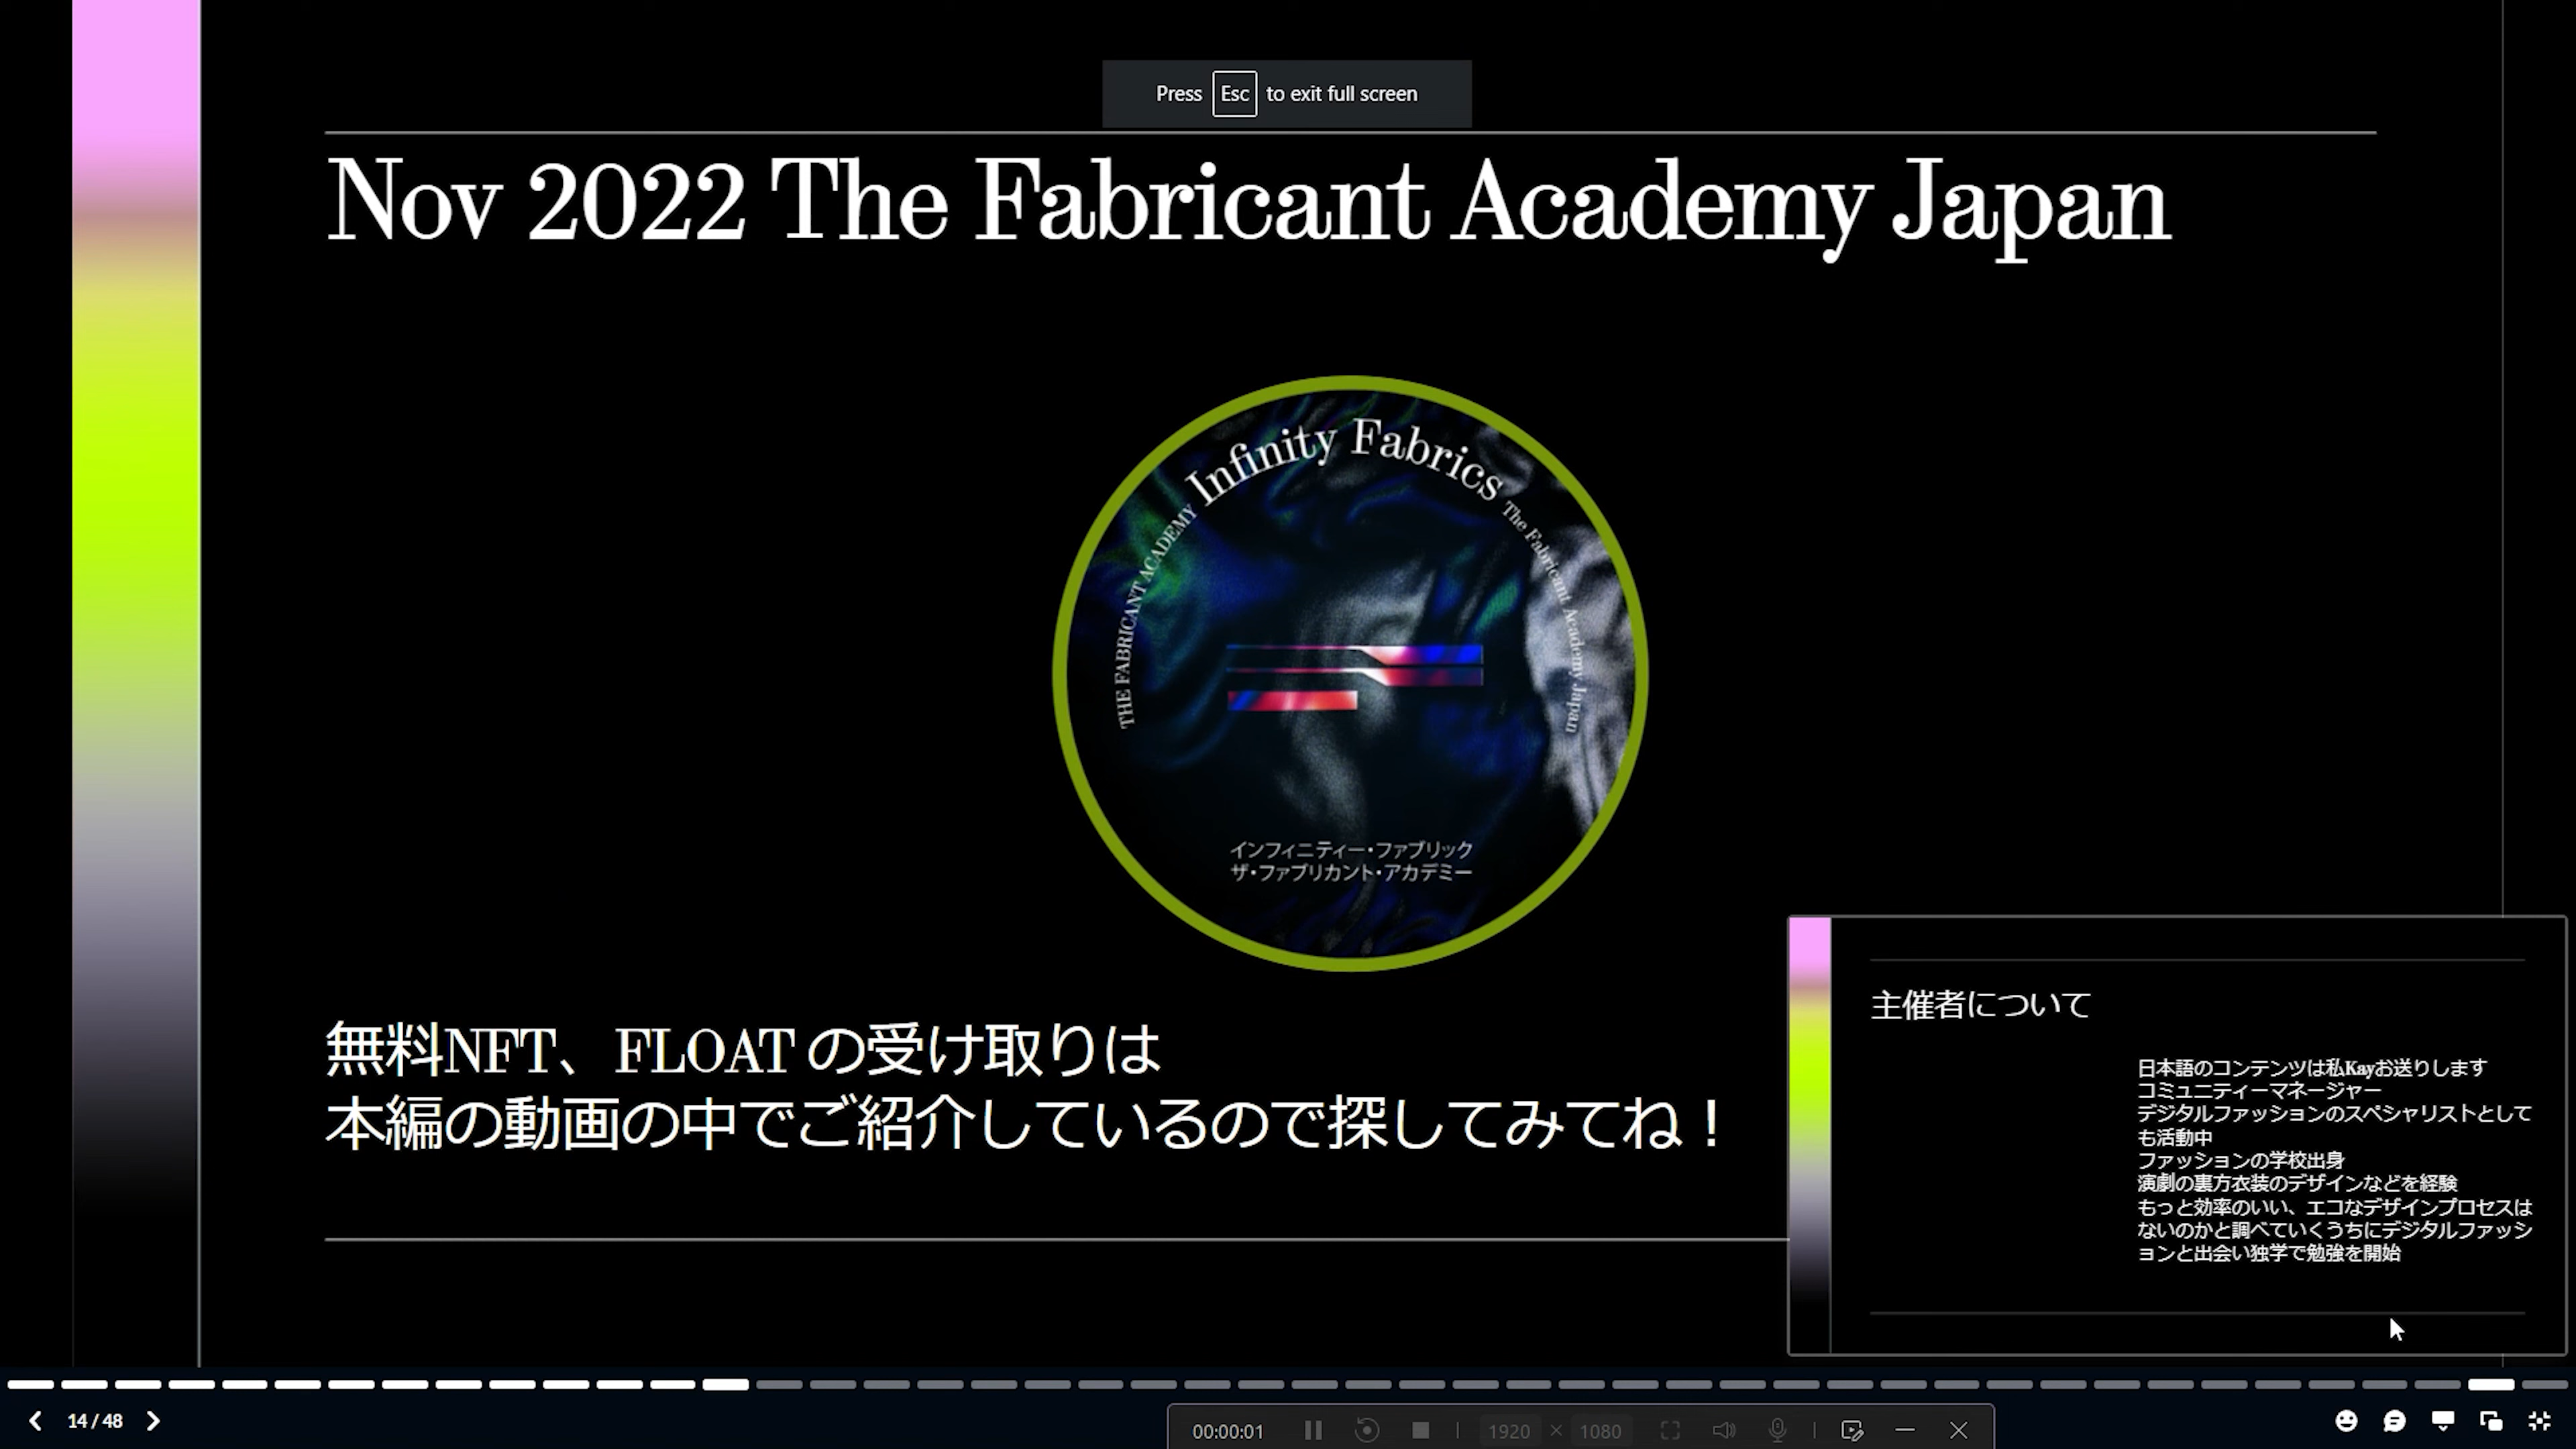 Press Esc to exit full screen
Nov 2022 The Fabricant Academy Japan
THE FABRICANT ACADEMY Infinity Fabrics The Fabricant Academy Japan
インフィニティー・ファブリック
ザ・ファブリカント・アカデミー
無料NFT、FLOAT の受け取りは
本編の動画の中でご紹介しているので探してみてね！
主催者について
日本語のコンテンツは私Kayお送りします
コミュニティーマネージャー
デジタルファッションのスペシャリストとして
も活動中
ファッションの学校出身
演劇の裏方衣装のデザインなどを経験
もっと効率のいい、エコなデザインプロセスは
ないのかと調べていくうちにデジタルファッシ
ョンと出会い独学で勉強を開始
14 / 48
00:00:01 1920 × 1080